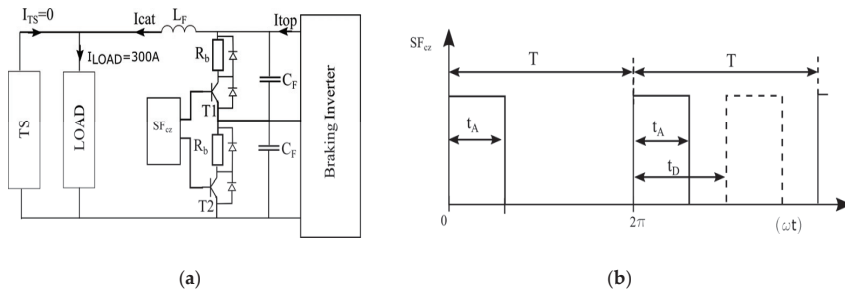 I_TS=0
Icat
L_F
Itop
I_LOAD=300A
R_b
C_F
T1
TS
LOAD
SF_cz
R_b
C_F
T2
Braking Inverter
(a)
SF_cz
T
T
t_A
t_A
t_D
0
2π
(ωt)
(b)